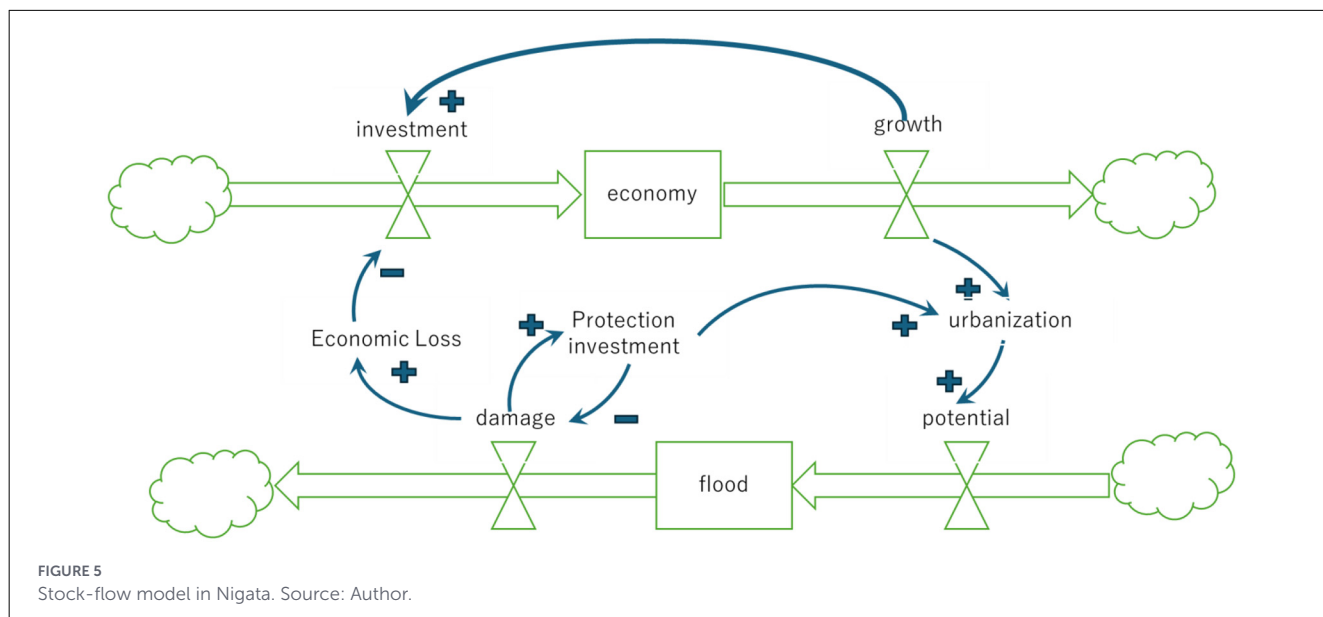 investment
growth
economy
Economic Loss
Protection
investment
urbanization
damage
potential
flood
FIGURE 5
Stock-flow model in Nigata. Source: Author.